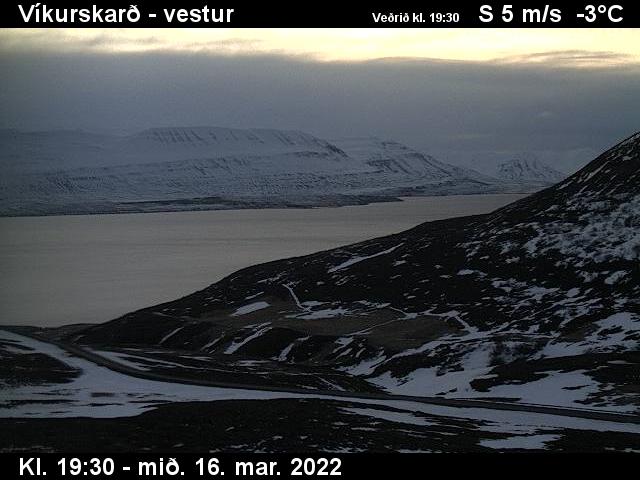 Víkurskarð - vestur Veðrið kl. 19:30 S 5 m/s -3°C
Kl. 19:30 - mið. 16. mar. 2022